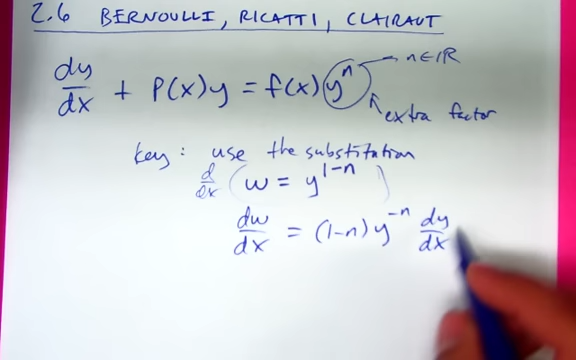 2.6 BERNOULLI, RICATTI, CLAIRAUT
dy/dx + P(x)y = f(x) y^n → n∈ℝ
extra factor
key: use the substitution
d/dx (w = y^{1-n})
dw/dx = (1-n) y^{-n} dy/dx